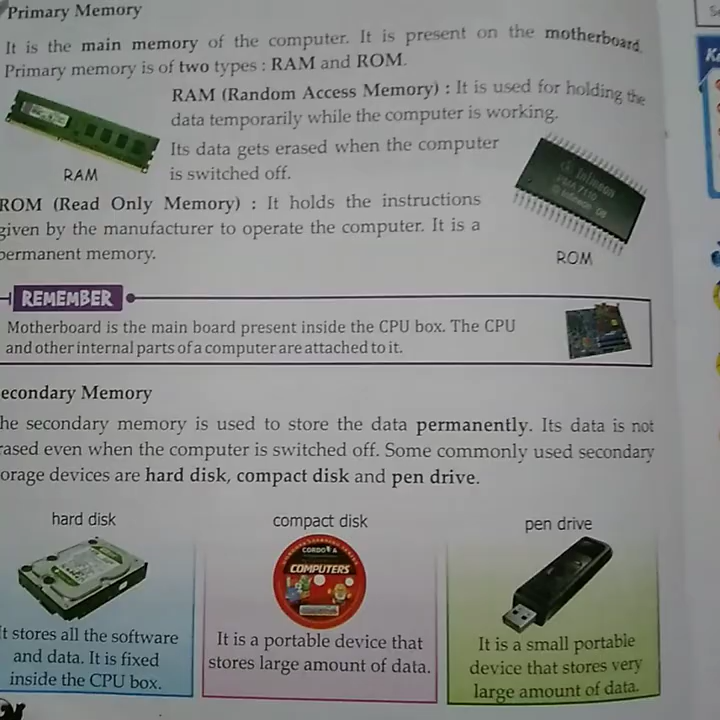 Primary Memory
It is the main memory of the computer. It is present on the motherboard.
Primary memory is of two types : RAM and ROM.
RAM (Random Access Memory) : It is used for holding the
data temporarily while the computer is working.
Its data gets erased when the computer
is switched off.
RAM
Infineon
ROM (Read Only Memory) : It holds the instructions
given by the manufacturer to operate the computer. It is a
permanent memory.
ROM
REMEMBER
Motherboard is the main board present inside the CPU box. The CPU
and other internal parts of a computer are attached to it.
econdary Memory
he secondary memory is used to store the data permanently. Its data is not
rased even when the computer is switched off. Some commonly used secondary
orage devices are hard disk, compact disk and pen drive.
hard disk
compact disk
pen drive
CORDOVA
COMPUTERS
It stores all the software
and data. It is fixed
inside the CPU box.
It is a portable device that
stores large amount of data.
It is a small portable
device that stores very
large amount of data.